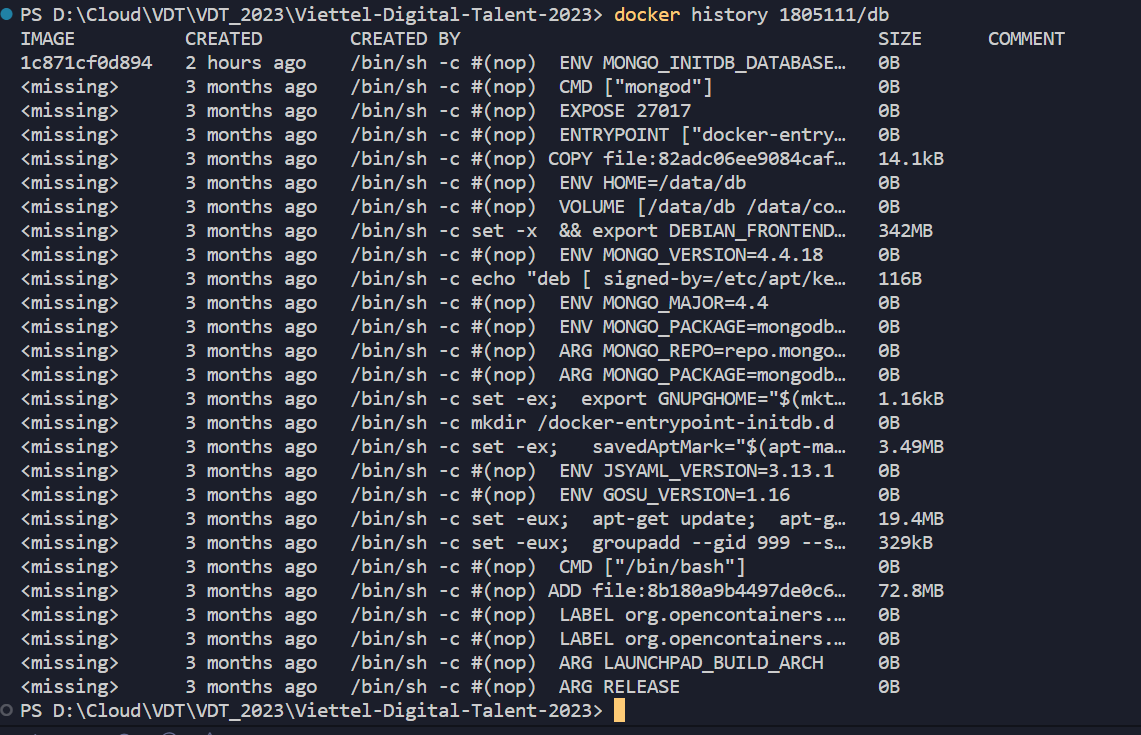 PS D:\Cloud\VDT\VDT_2023\Viettel-Digital-Talent-2023> docker history 1805111/db
IMAGE CREATED CREATED BY SIZE COMMENT
1c871cf0d894 2 hours ago /bin/sh -c #(nop) ENV MONGO_INITDB_DATABASE… 0B
<missing> 3 months ago /bin/sh -c #(nop) CMD ["mongod"] 0B
<missing> 3 months ago /bin/sh -c #(nop) EXPOSE 27017 0B
<missing> 3 months ago /bin/sh -c #(nop) ENTRYPOINT ["docker-entry… 0B
<missing> 3 months ago /bin/sh -c #(nop) COPY file:82adc06ee9084caf… 14.1kB
<missing> 3 months ago /bin/sh -c #(nop) ENV HOME=/data/db 0B
<missing> 3 months ago /bin/sh -c #(nop) VOLUME [/data/db /data/co… 0B
<missing> 3 months ago /bin/sh -c set -x && export DEBIAN_FRONTEND… 342MB
<missing> 3 months ago /bin/sh -c #(nop) ENV MONGO_VERSION=4.4.18 0B
<missing> 3 months ago /bin/sh -c echo "deb [ signed-by=/etc/apt/ke… 116B
<missing> 3 months ago /bin/sh -c #(nop) ENV MONGO_MAJOR=4.4 0B
<missing> 3 months ago /bin/sh -c #(nop) ENV MONGO_PACKAGE=mongodb… 0B
<missing> 3 months ago /bin/sh -c #(nop) ARG MONGO_REPO=repo.mongo… 0B
<missing> 3 months ago /bin/sh -c #(nop) ARG MONGO_PACKAGE=mongodb… 0B
<missing> 3 months ago /bin/sh -c set -ex; export GNUPGHOME="$(mkt… 1.16kB
<missing> 3 months ago /bin/sh -c mkdir /docker-entrypoint-initdb.d 0B
<missing> 3 months ago /bin/sh -c set -ex; savedAptMark="$(apt-ma… 3.49MB
<missing> 3 months ago /bin/sh -c #(nop) ENV JSYAML_VERSION=3.13.1 0B
<missing> 3 months ago /bin/sh -c #(nop) ENV GOSU_VERSION=1.16 0B
<missing> 3 months ago /bin/sh -c set -eux; apt-get update; apt-g… 19.4MB
<missing> 3 months ago /bin/sh -c set -eux; groupadd --gid 999 --s… 329kB
<missing> 3 months ago /bin/sh -c #(nop) CMD ["/bin/bash"] 0B
<missing> 3 months ago /bin/sh -c #(nop) ADD file:8b180a9b4497de0c6… 72.8MB
<missing> 3 months ago /bin/sh -c #(nop) LABEL org.opencontainers.… 0B
<missing> 3 months ago /bin/sh -c #(nop) LABEL org.opencontainers.… 0B
<missing> 3 months ago /bin/sh -c #(nop) ARG LAUNCHPAD_BUILD_ARCH 0B
<missing> 3 months ago /bin/sh -c #(nop) ARG RELEASE 0B
PS D:\Cloud\VDT\VDT_2023\Viettel-Digital-Talent-2023>